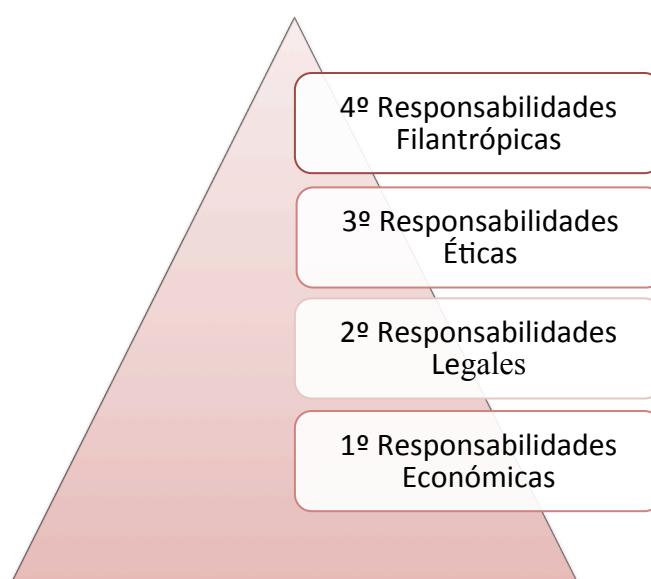 4º Responsabilidades
Filantrópicas
3º Responsabilidades
Éticas
2º Responsabilidades
Legales
1º Responsabilidades
Económicas